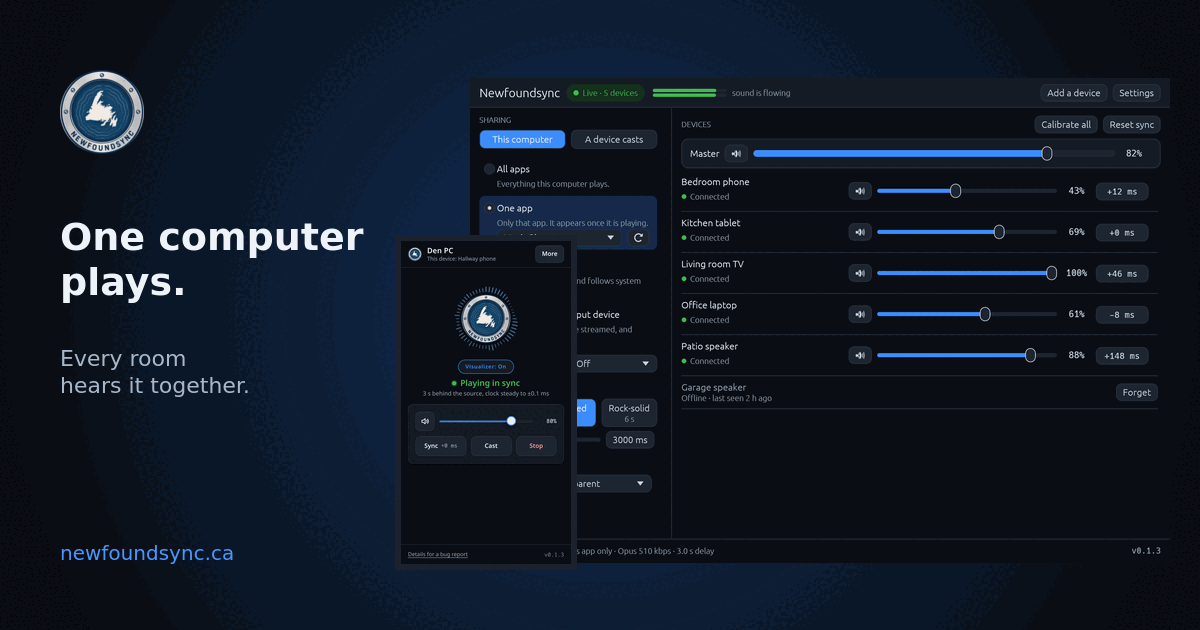 NEWFOUNDSYNC
One computer
plays.
Every room
hears it together.
newfoundsync.ca
Newfoundsync
Live · 5 devices
sound is flowing
Add a device
Settings
SHARING
This computer
A device casts
All apps
Everything this computer plays.
One app
Only that app. It appears once it is playing.
nd follows system
put device
e streamed, and
Off
ed
Rock-solid
6 s
3000 ms
arent
s app only · Opus 510 kbps · 3.0 s delay
v0.1.3
DEVICES
Calibrate all
Reset sync
Master
82%
Bedroom phone
Connected
43%
+12 ms
Kitchen tablet
Connected
69%
+0 ms
Living room TV
Connected
100%
+46 ms
Office laptop
Connected
61%
-8 ms
Patio speaker
Connected
88%
+148 ms
Garage speaker
Offline · last seen 2 h ago
Forget
Den PC
This device: Hallway phone
More
NEWFOUNDSYNC
Visualizer: On
Playing in sync
3 s behind the source, clock steady to ±0.1 ms
80%
Sync +0 ms
Cast
Stop
Details for a bug report
v0.1.3